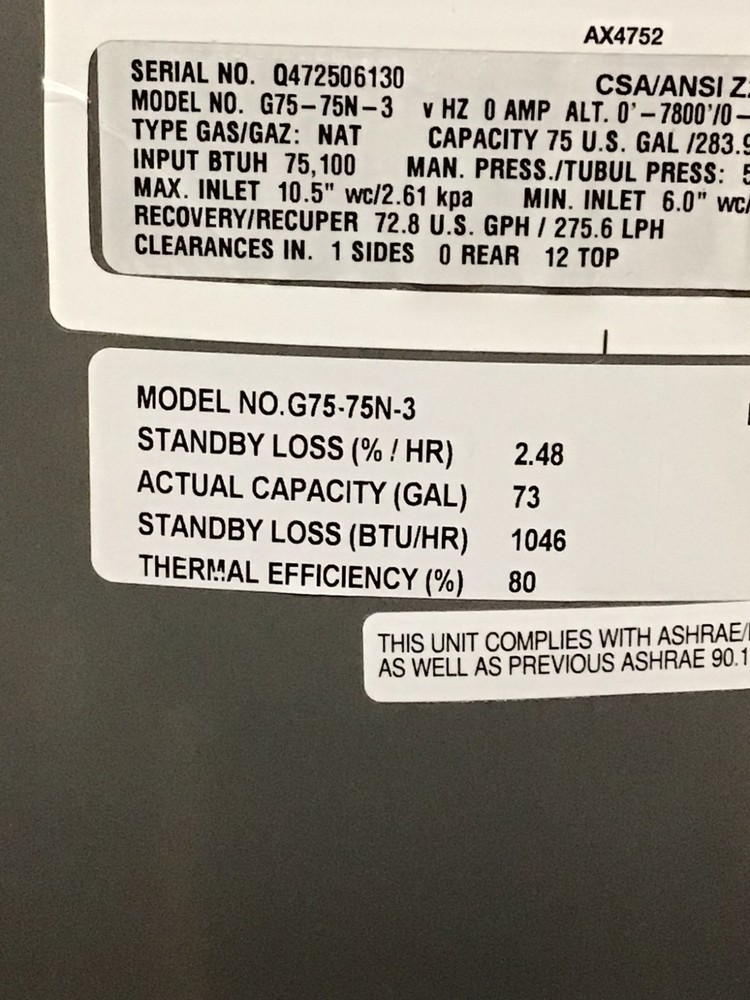 AX4752
SERIAL NO. Q472506130 CSA/ANSI
MODEL NO. G75-75N-3 V HZ 0 AMP ALT. 0'-7800'/0-
TYPE GAS/GAZ: NAT CAPACITY 75 U.S. GAL /283.9
INPUT BTUH 75,100 MAN. PRESS./TUBUL PRESS:
MAX. INLET 10.5" wc/2.61 kpa MIN. INLET 6.0" wc/
RECOVERY/RECUPER 72.8 U.S. GPH / 275.6 LPH
CLEARANCES IN. 1 SIDES 0 REAR 12 TOP
MODEL NO.G75-75N-3
STANDBY LOSS (% / HR) 2.48
ACTUAL CAPACITY (GAL) 73
STANDBY LOSS (BTU/HR) 1046
THERMAL EFFICIENCY (%) 80
THIS UNIT COMPLIES WITH ASHRAE/
AS WELL AS PREVIOUS ASHRAE 90.1